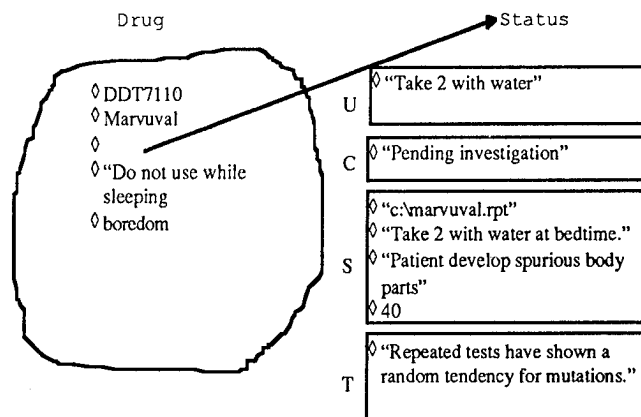 Drug
Status
◊ DDT7110
◊ Marvuval
◊
◊ “Do not use while
sleeping
◊ boredom
U
◊ “Take 2 with water”
C
◊ “Pending investigation”
S
◊ “c:\marvuval.rpt”
◊ “Take 2 with water at bedtime.”
◊ “Patient develop spurious body
parts”
◊ 40
T
◊ “Repeated tests have shown a
random tendency for mutations.”